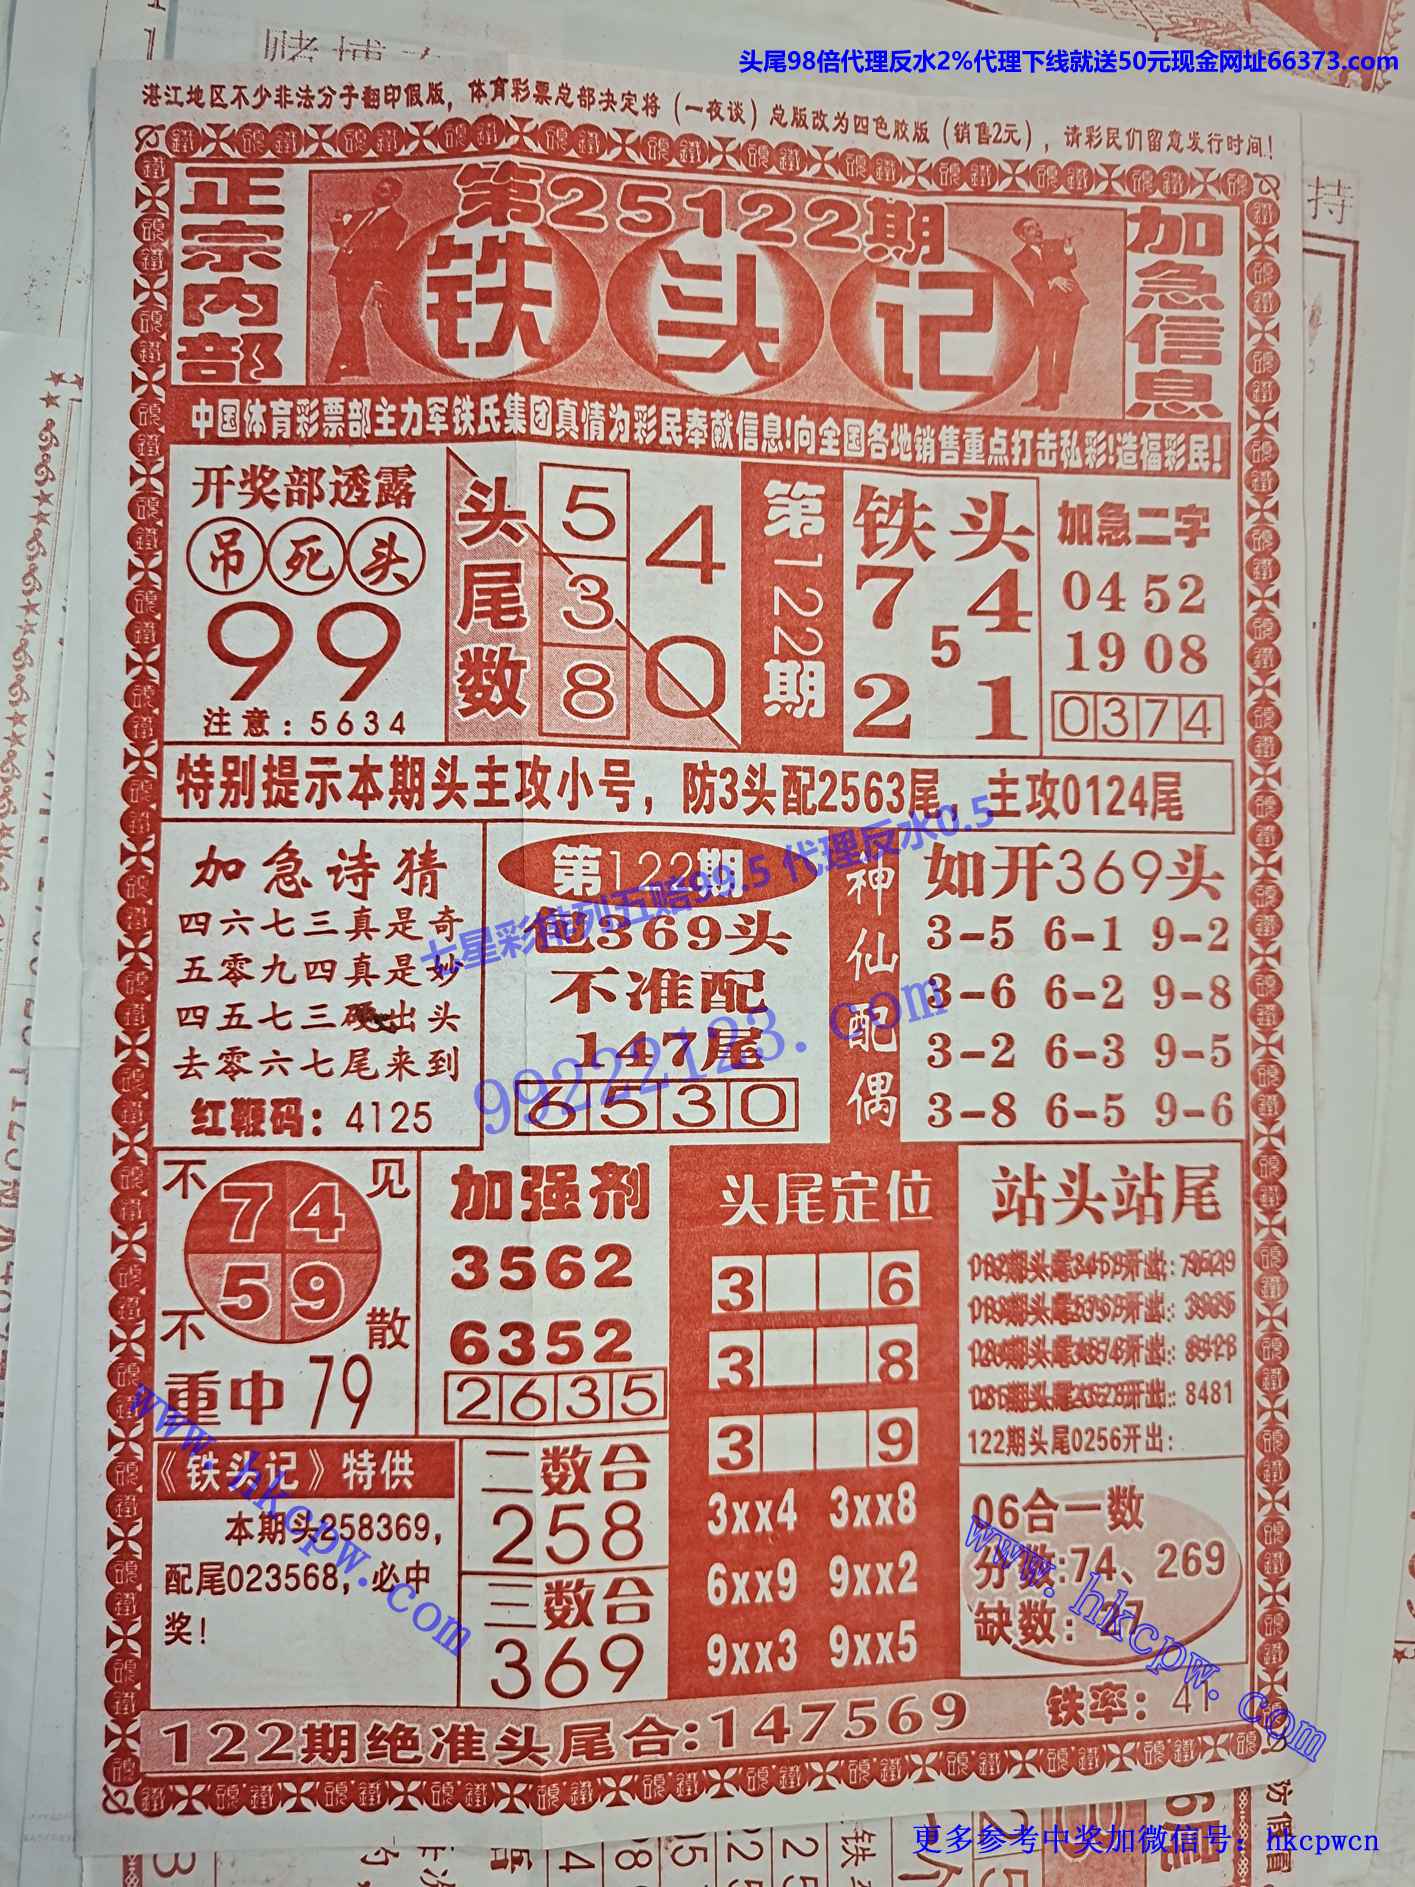 头尾98倍代理反水2%代理下线就送50元现金网址66373.com
湛江地区不少非法分子翻印假版，体育彩票总部决定将（一夜谈）总版改为四色胶版（销售2元），请彩民们留意发行时间！
正宗内部
第25122期
铁头记
加急信息
中国体育彩票部主力军铁氏集团真情为彩民奉献信息！向全国各地销售重点打击私彩！造福彩民！
开奖部透露
吊死头
99
注意：5634
头尾数
5
3
8
4
0
第122期
铁头
7 4
5
2 1
加急二字
04 52
19 08
0374
特别提示本期头主攻小号，防3头配2563尾，主攻0124尾
加急诗猜
四六七三真是奇
五零九四真是妙
四五七三硬出头
去零六七尾来到
红鞭码：4125
第122期
包369头
不准配
147尾
6530
神仙配偶
如开369头
3-5 6-1 9-2
3-6 6-2 9-8
3-2 6-3 9-5
3-8 6-5 9-6
七星彩排列五赔99.5 代理反水0.5
99222123.com
不见
74
59
不散
重中79
加强剂
3562
6352
2635
头尾定位
3 6
3 8
3 9
3xx4 3xx8
6xx9 9xx2
9xx3 9xx5
站头站尾
122期头尾0256开出：
《铁头记》特供
本期头258369，
配尾023568，必中
奖！
二数合
258
三数合
369
06合一数
分数：74、269
缺数：27
122期绝准头尾合：147569
铁率：41
www.hkcpw.com
www.hkcpw.com
更多参考中奖加微信号：hkcpwcn